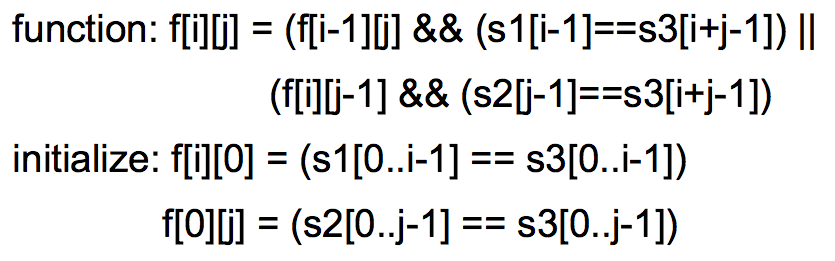 function: f[i][j] = (f[i-1][j] && (s1[i-1]==s3[i+j-1]) ||
(f[i][j-1] && (s2[j-1]==s3[i+j-1])
initialize: f[i][0] = (s1[0..i-1] == s3[0..i-1])
f[0][j] = (s2[0..j-1] == s3[0..j-1])